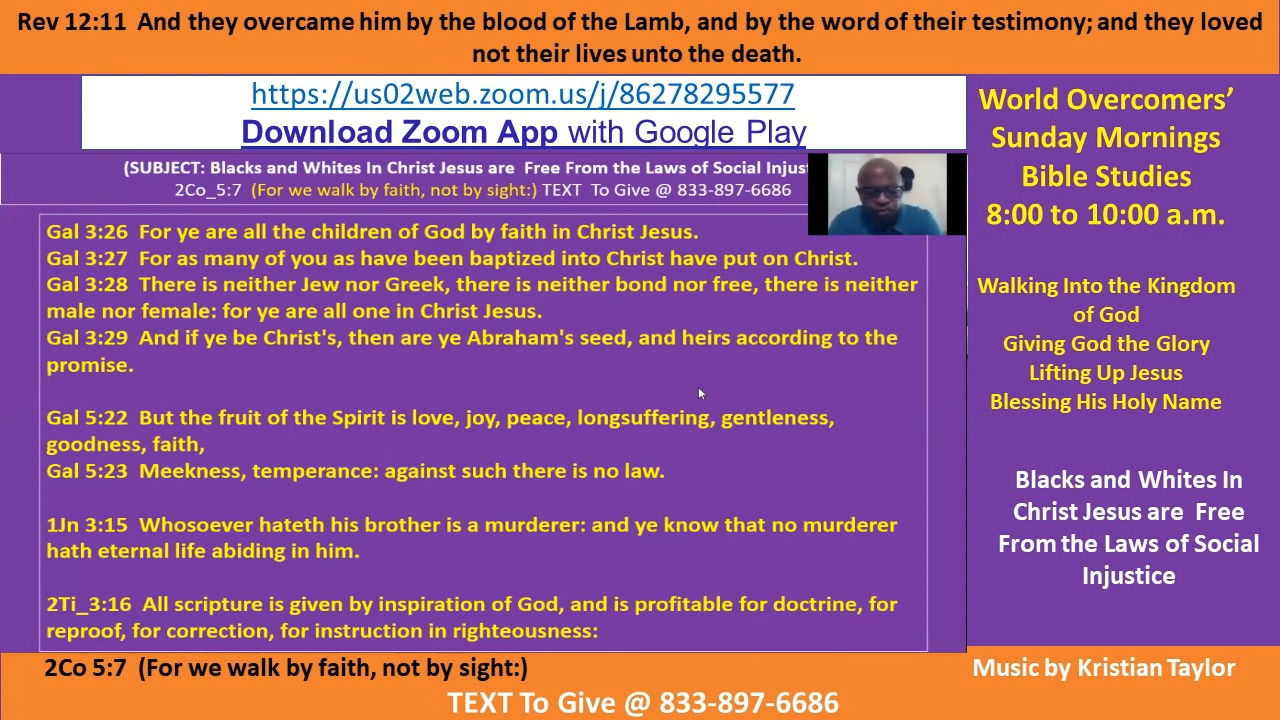 Rev 12:11  And they overcame him by the blood of the Lamb, and by the word of their testimony; and they loved
not their lives unto the death.
https://us02web.zoom.us/j/86278295577
Download Zoom App with Google Play
(SUBJECT: Blacks and Whites In Christ Jesus are  Free From the Laws of Social Injust
2Co_5:7  (For we walk by faith, not by sight:) TEXT  To Give @ 833-897-6686
Gal 3:26  For ye are all the children of God by faith in Christ Jesus.
Gal 3:27  For as many of you as have been baptized into Christ have put on Christ.
Gal 3:28  There is neither Jew nor Greek, there is neither bond nor free, there is neither
male nor female: for ye are all one in Christ Jesus.
Gal 3:29  And if ye be Christ's, then are ye Abraham's seed, and heirs according to the
promise.
Gal 5:22  But the fruit of the Spirit is love, joy, peace, longsuffering, gentleness,
goodness, faith,
Gal 5:23  Meekness, temperance: against such there is no law.
1Jn 3:15  Whosoever hateth his brother is a murderer: and ye know that no murderer
hath eternal life abiding in him.
2Ti_3:16  All scripture is given by inspiration of God, and is profitable for doctrine, for
reproof, for correction, for instruction in righteousness:
World Overcomers'
Sunday Mornings
Bible Studies
8:00 to 10:00 a.m.
Walking Into the Kingdom
of God
Giving God the Glory
Lifting Up Jesus
Blessing His Holy Name
Blacks and Whites In
Christ Jesus are  Free
From the Laws of Social
Injustice
2Co 5:7  (For we walk by faith, not by sight:)
Music by Kristian Taylor
TEXT To Give @ 833-897-6686